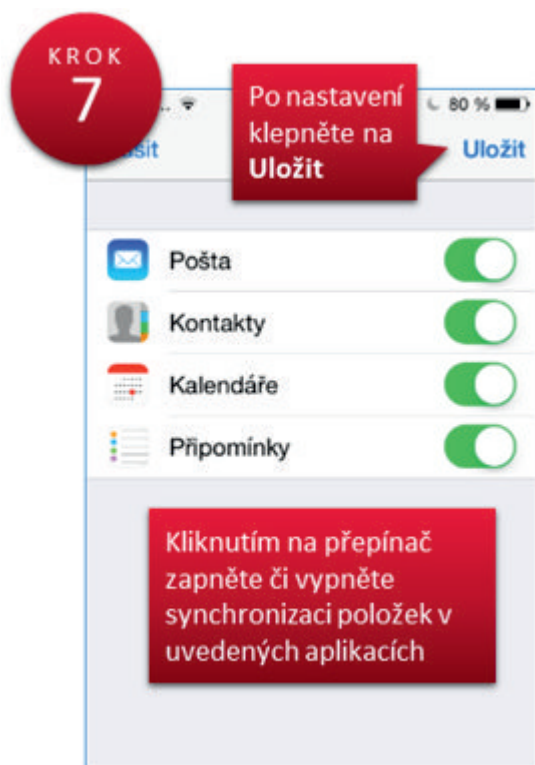 KROK
7
Po nastavení
klepněte na
Uložit
80 %
Uložit
Pošta
Kontakty
Kalendáře
Připomínky
Kliknutím na přepínač
zapněte či vypněte
synchronizaci položek v
uvedených aplikacích